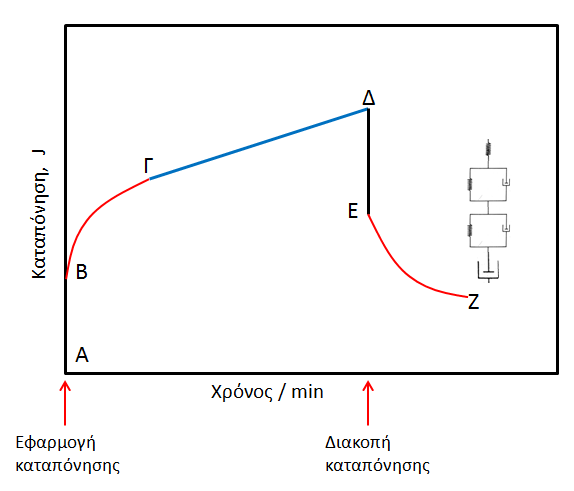 Δ
Γ
Ε
Β
Ζ
Α
Καταπόνηση, J
Χρόνος / min
Εφαρμογή
καταπόνησης
Διακοπή
καταπόνησης